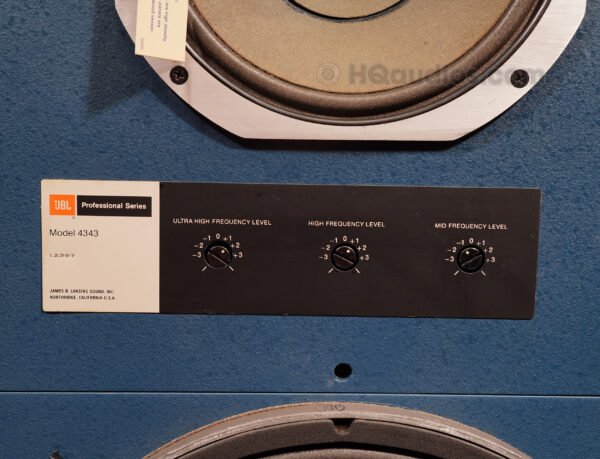 HQaudios.com
JBL Professional Series
Model 4343
12307
JAMES B. LANSING SOUND, INC.
NORTHRIDGE, CALIFORNIA U.S.A.
ULTRA HIGH FREQUENCY LEVEL
-3 -2 -1 0 +1 +2 +3
HIGH FREQUENCY LEVEL
-3 -2 -1 0 +1 +2 +3
MID FREQUENCY LEVEL
-3 -2 -1 0 +1 +2 +3